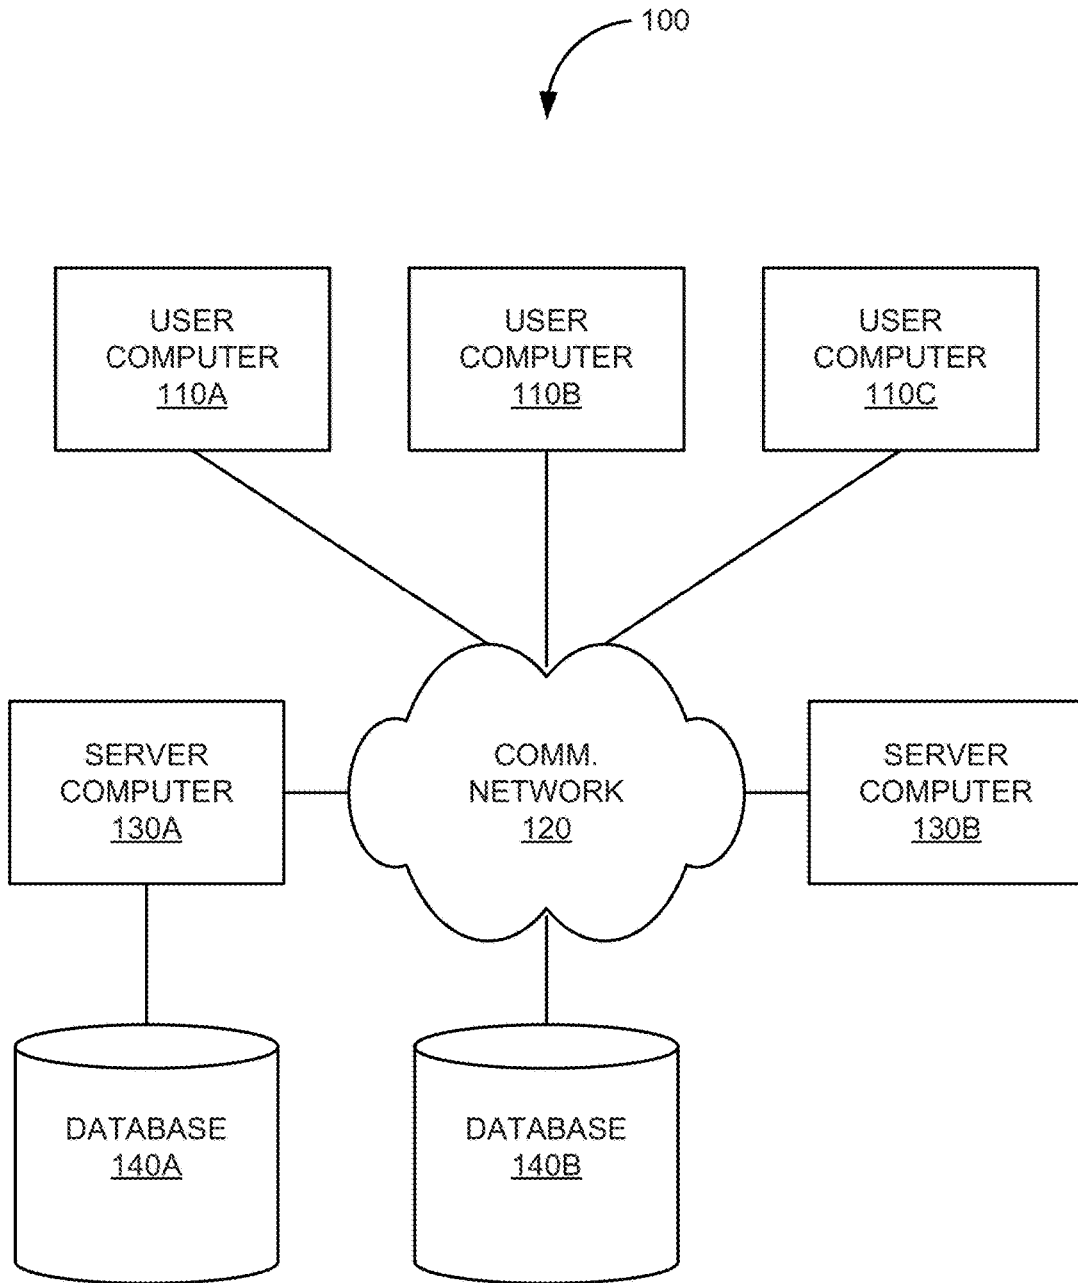 100
USER
COMPUTER
110A
USER
COMPUTER
110B
USER
COMPUTER
110C
SERVER
COMPUTER
130A
COMM.
NETWORK
120
SERVER
COMPUTER
130B
DATABASE
140A
DATABASE
140B